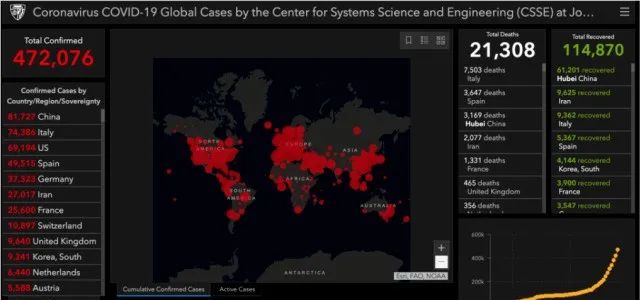 Coronavirus COVID-19 Global Cases by the Center for Systems Science and Engineering (CSSE) at Jo...
Total Confirmed
472,076
Confirmed Cases by
Country/Region/Sovereignty
81,727 China
74,386 Italy
69,194 US
49,515 Spain
37,323 Germany
27,017 Iran
25,600 France
10,897 Switzerland
9,640 United Kingdom
9,241 Korea, South
6,440 Netherlands
5,588 Austria
NORTH
AMERICA
EUROPE
ASIA
AFRICA
SOUTH
AMERICA
AUSTRALIA
ANTARCTICA
+
−
Esri, FAO, NOAA
Cumulative Confirmed Cases
Active Cases
Total Deaths
21,308
7,503 deaths
Italy
3,647 deaths
Spain
3,169 deaths
Hubei China
2,077 deaths
Iran
1,331 deaths
France
465 deaths
United Kingdom
356 deaths
Total Recovered
114,870
61,201 recovered
Hubei China
9,625 recovered
Iran
9,362 recovered
Italy
5,367 recovered
Spain
4,144 recovered
Korea, South
3,900 recovered
France
3,547 recovered
600k
400k
200k